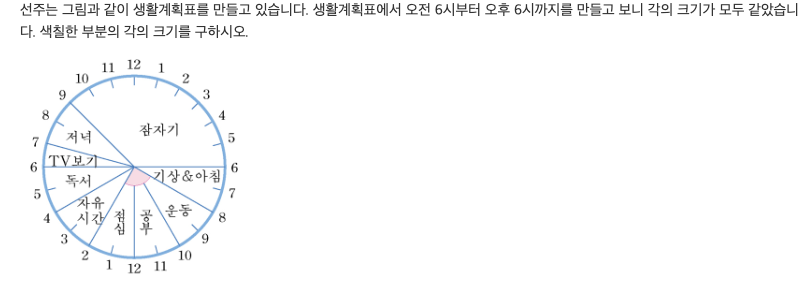 선주는 그림과 같이 생활계획표를 만들고 있습니다. 생활계획표에서 오전 6시부터 오후 6시까지를 만들고 보니 각의 크기가 모두 같았습니
다. 색칠한 부분의 각의 크기를 구하시오.
11 12 1
10 2
9 3
8 잠자기 4
7 저녁 5
6 TV보기 기상&아침 6
5 독서 7
4 자유 점 공 운동 8
시간 심 부
3 9
2 10
1 12 11